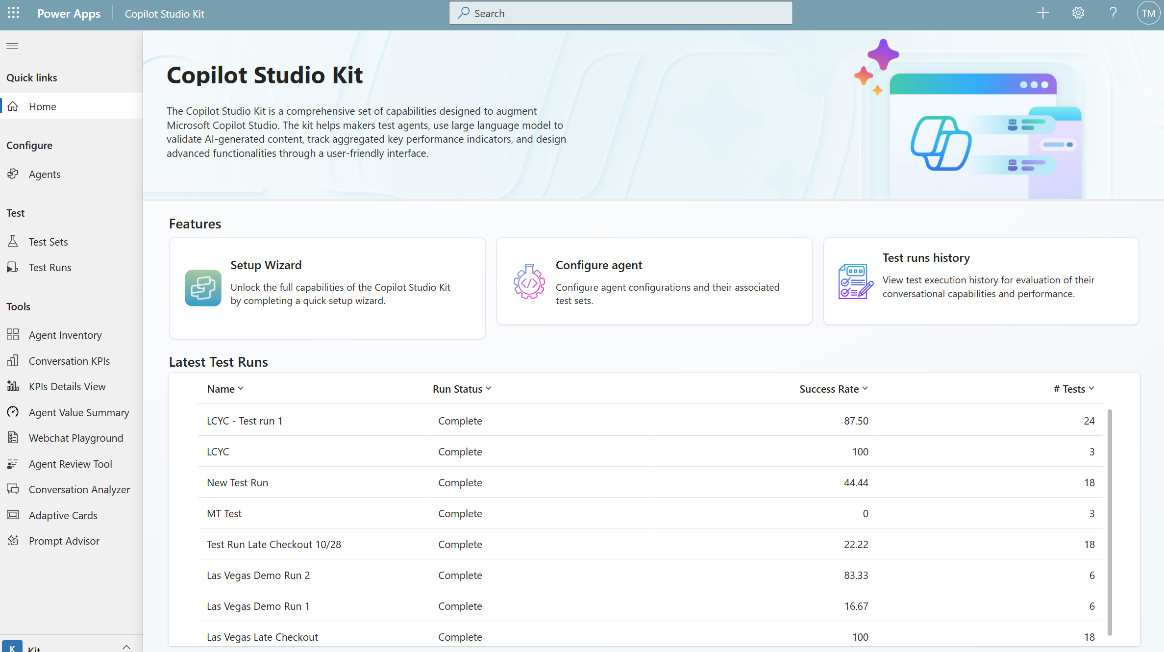 Power Apps
Copilot Studio Kit
Search
TM
Quick links
Home
Configure
Agents
Test
Test Sets
Test Runs
Tools
Agent Inventory
Conversation KPIs
KPIs Details View
Agent Value Summary
Webchat Playground
Agent Review Tool
Conversation Analyzer
Adaptive Cards
Prompt Advisor
K Kit
Copilot Studio Kit
The Copilot Studio Kit is a comprehensive set of capabilities designed to augment
Microsoft Copilot Studio. The kit helps makers test agents, use large language model to
validate AI-generated content, track aggregated key performance indicators, and design
advanced functionalities through a user-friendly interface.
Features
Setup Wizard
Unlock the full capabilities of the Copilot Studio Kit
by completing a quick setup wizard.
Configure agent
Configure agent configurations and their associated
test sets.
Test runs history
View test execution history for evaluation of their
conversational capabilities and performance.
Latest Test Runs
Name Run Status Success Rate # Tests
LCYC - Test run 1 Complete 87.50 24
LCYC Complete 100 3
New Test Run Complete 44.44 18
MT Test Complete 0 3
Test Run Late Checkout 10/28 Complete 22.22 18
Las Vegas Demo Run 2 Complete 83.33 6
Las Vegas Demo Run 1 Complete 16.67 6
Las Vegas Late Checkout Complete 100 18